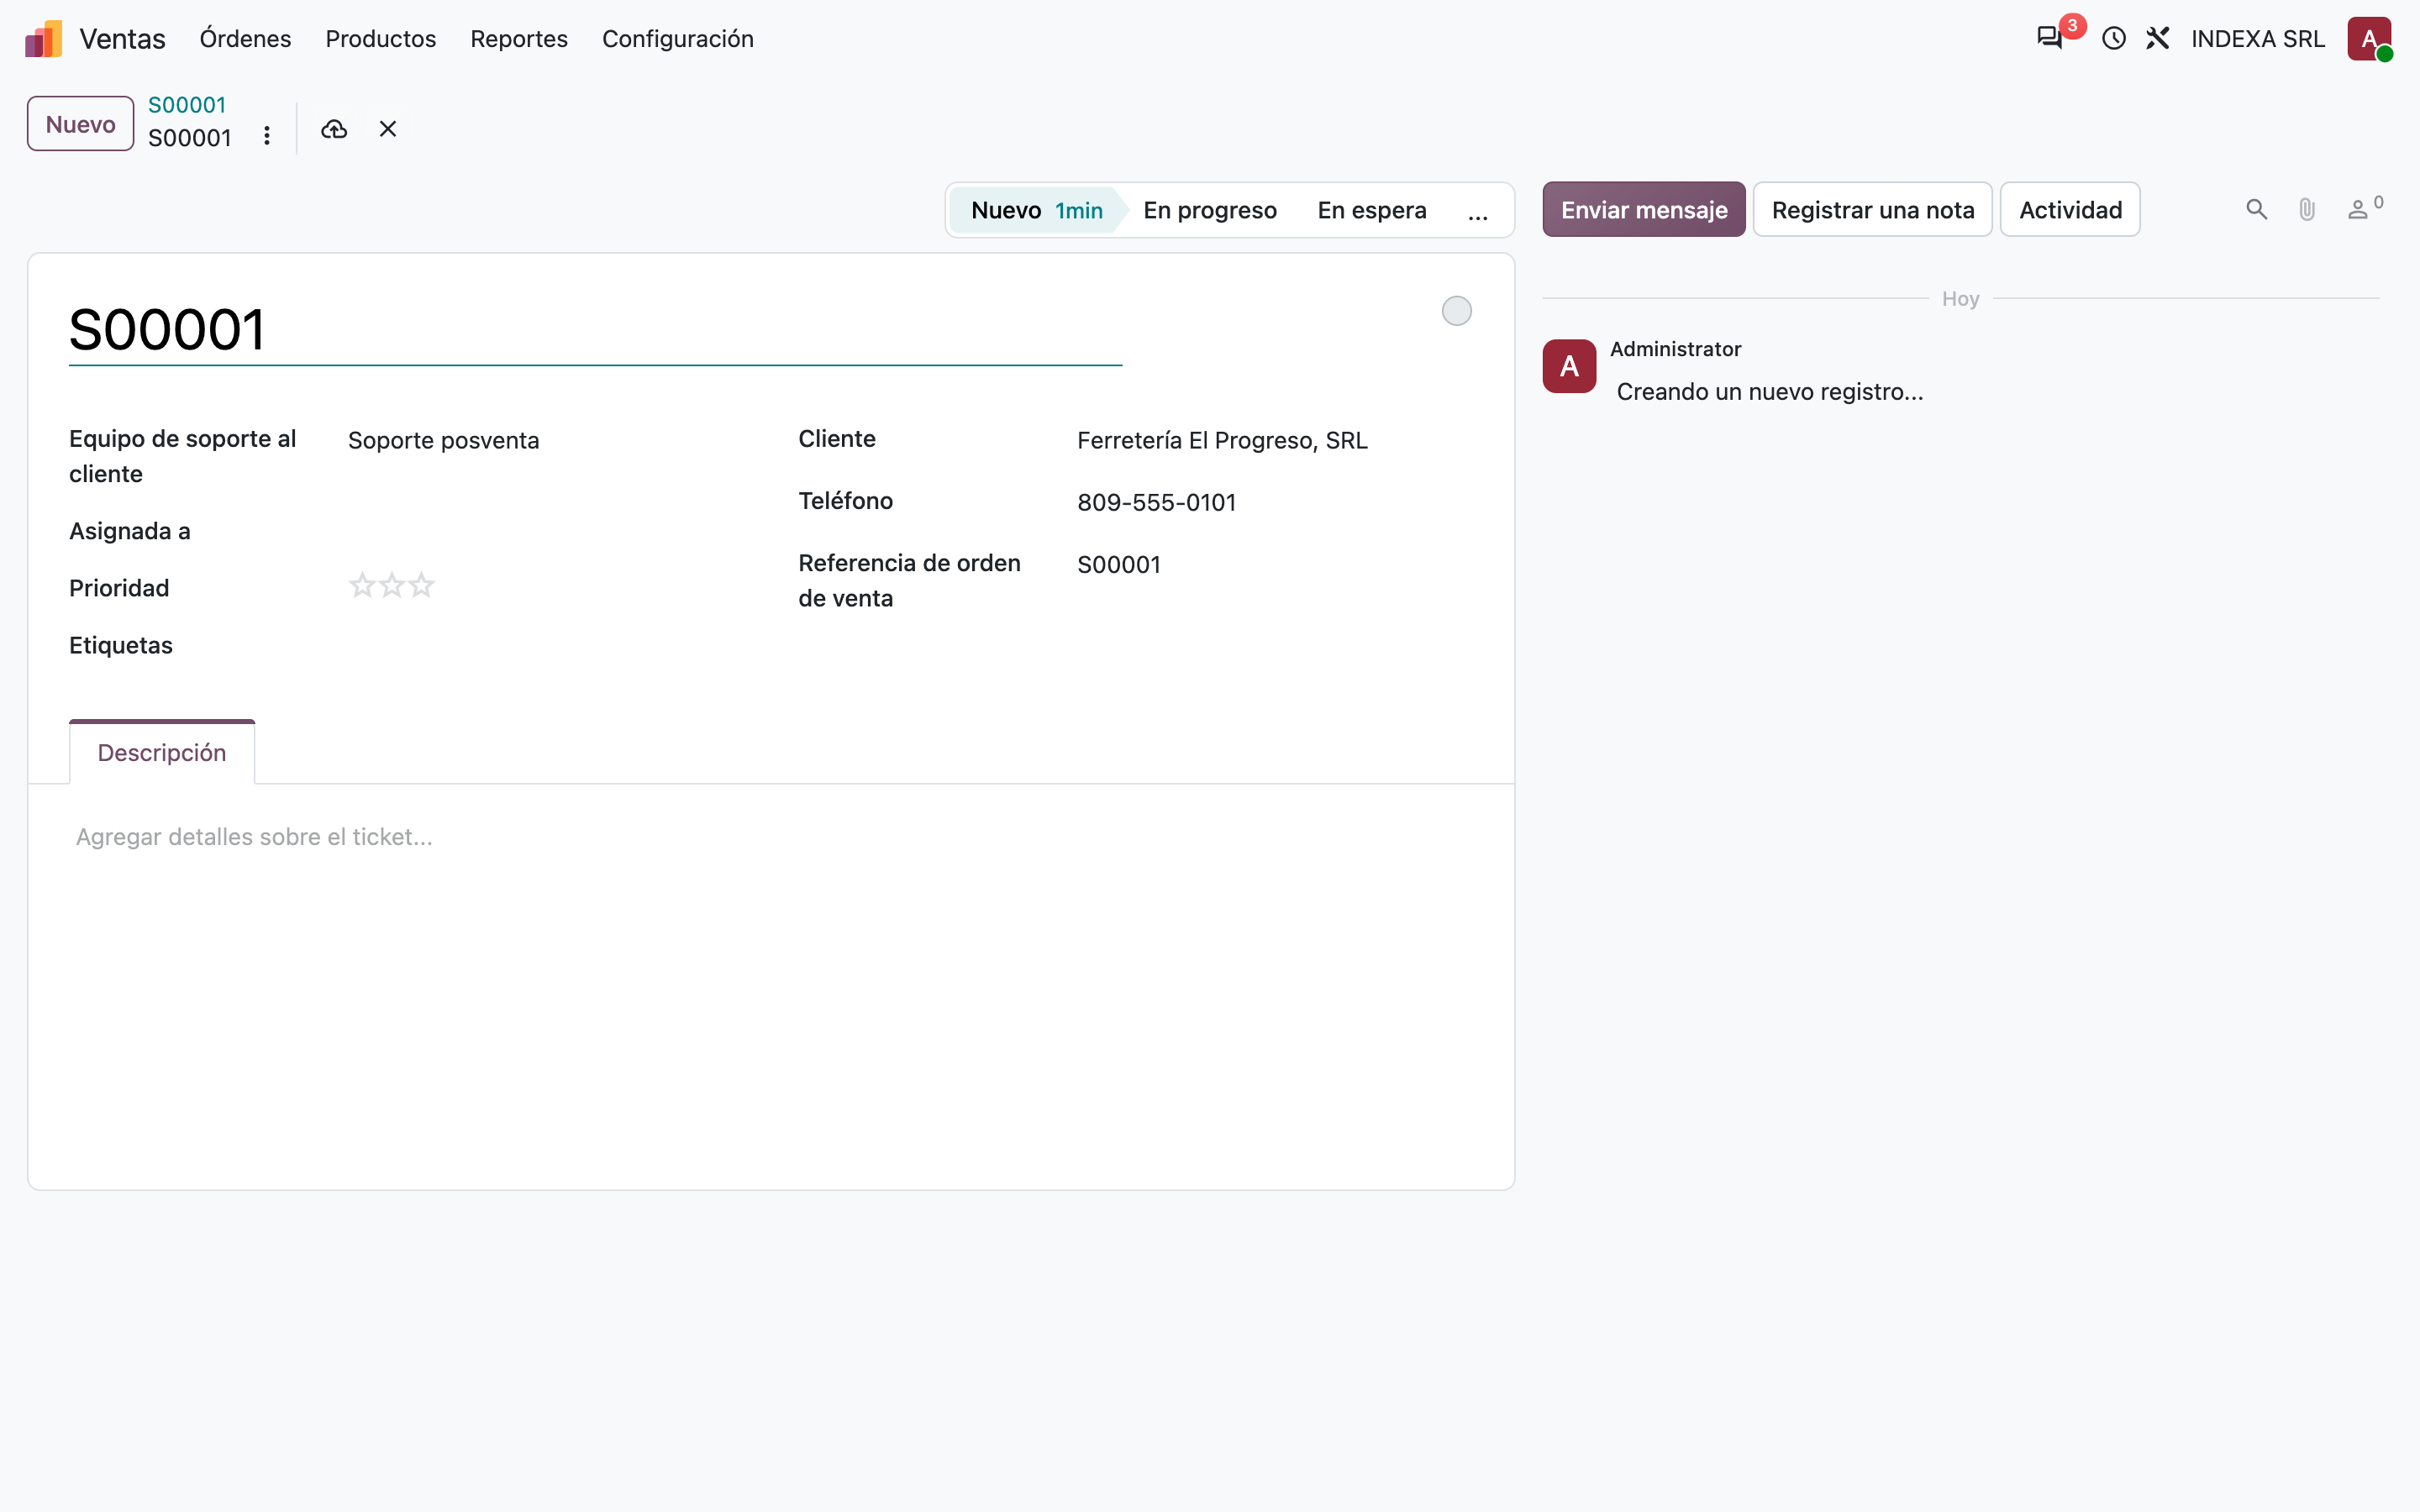 Ventas Órdenes Productos Reportes Configuración 3 INDEXA SRL A
Nuevo
S00001
S00001
Nuevo 1min En progreso En espera ...
Enviar mensaje Registrar una nota Actividad 0
S00001
Equipo de soporte al cliente Soporte posventa
Asignada a
Prioridad
Etiquetas
Cliente Ferretería El Progreso, SRL
Teléfono 809-555-0101
Referencia de orden de venta S00001
Descripción
Agregar detalles sobre el ticket...
Hoy
A Administrator
Creando un nuevo registro...